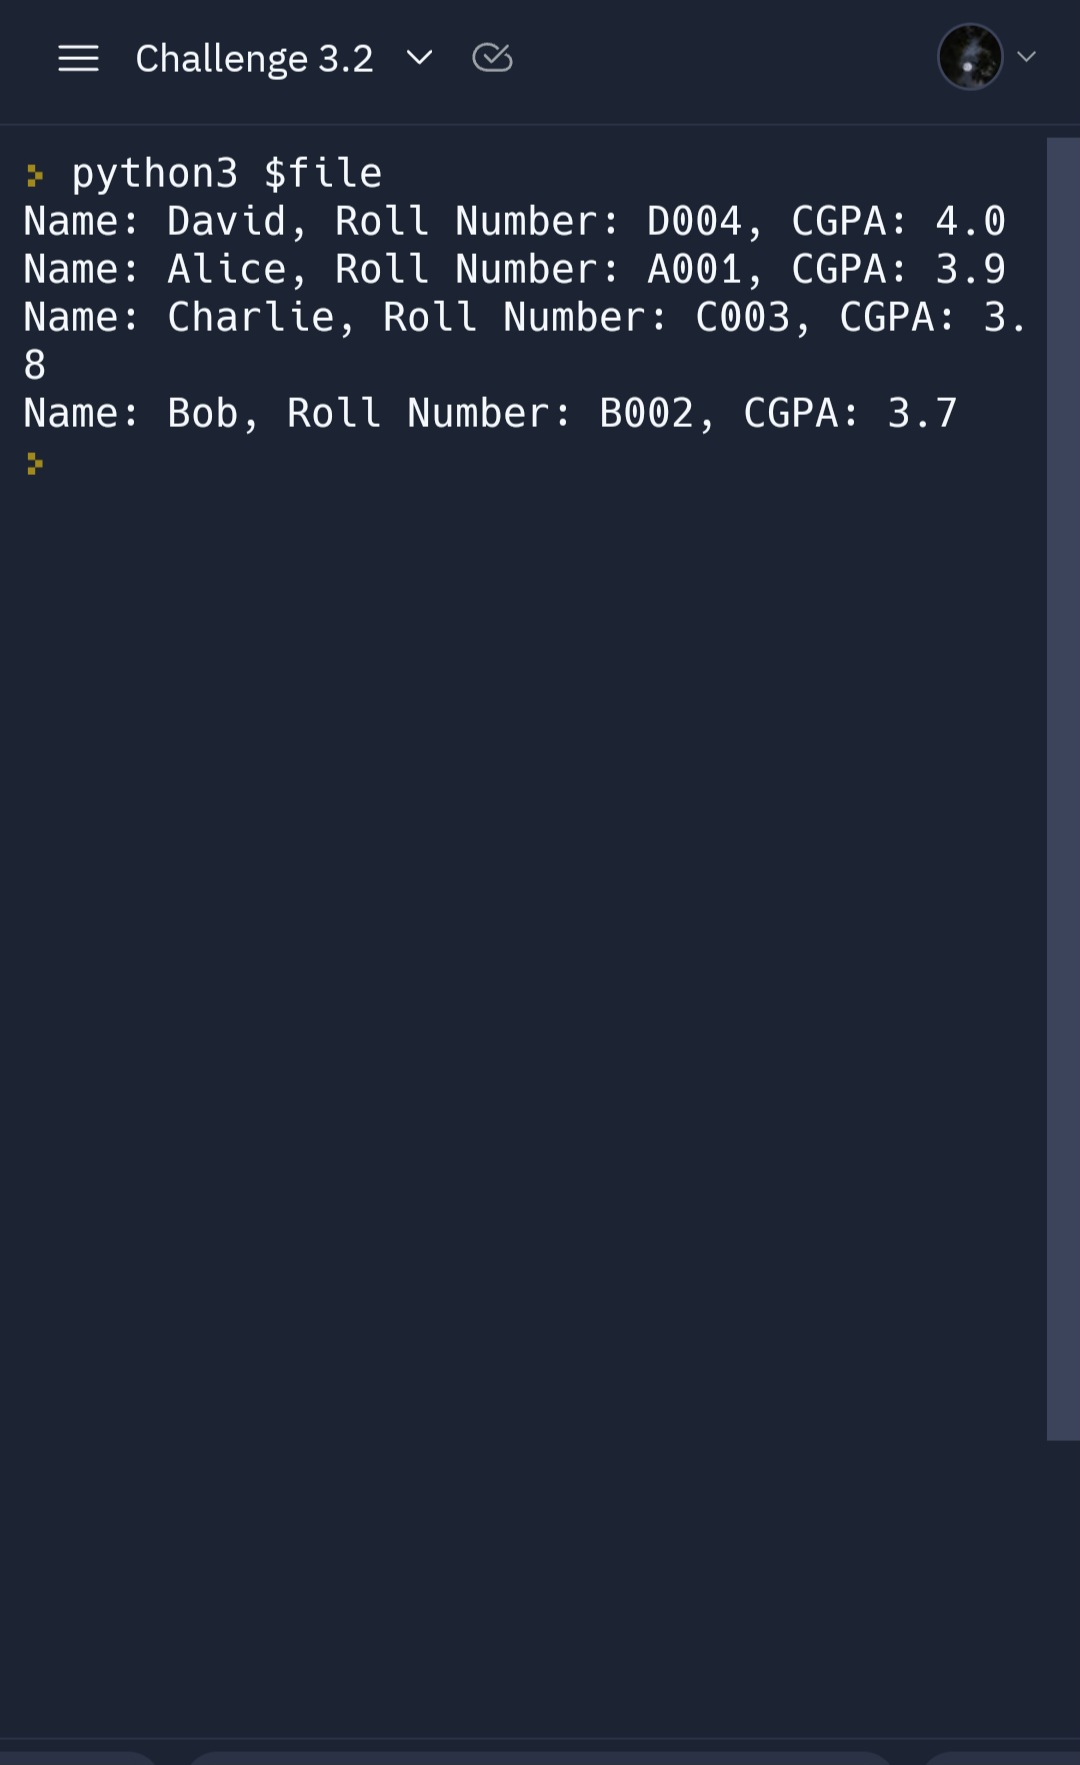 Challenge 3.2
python3 $file
Name: David, Roll Number: D004, CGPA: 4.0
Name: Alice, Roll Number: A001, CGPA: 3.9
Name: Charlie, Roll Number: C003, CGPA: 3.
8
Name: Bob, Roll Number: B002, CGPA: 3.7